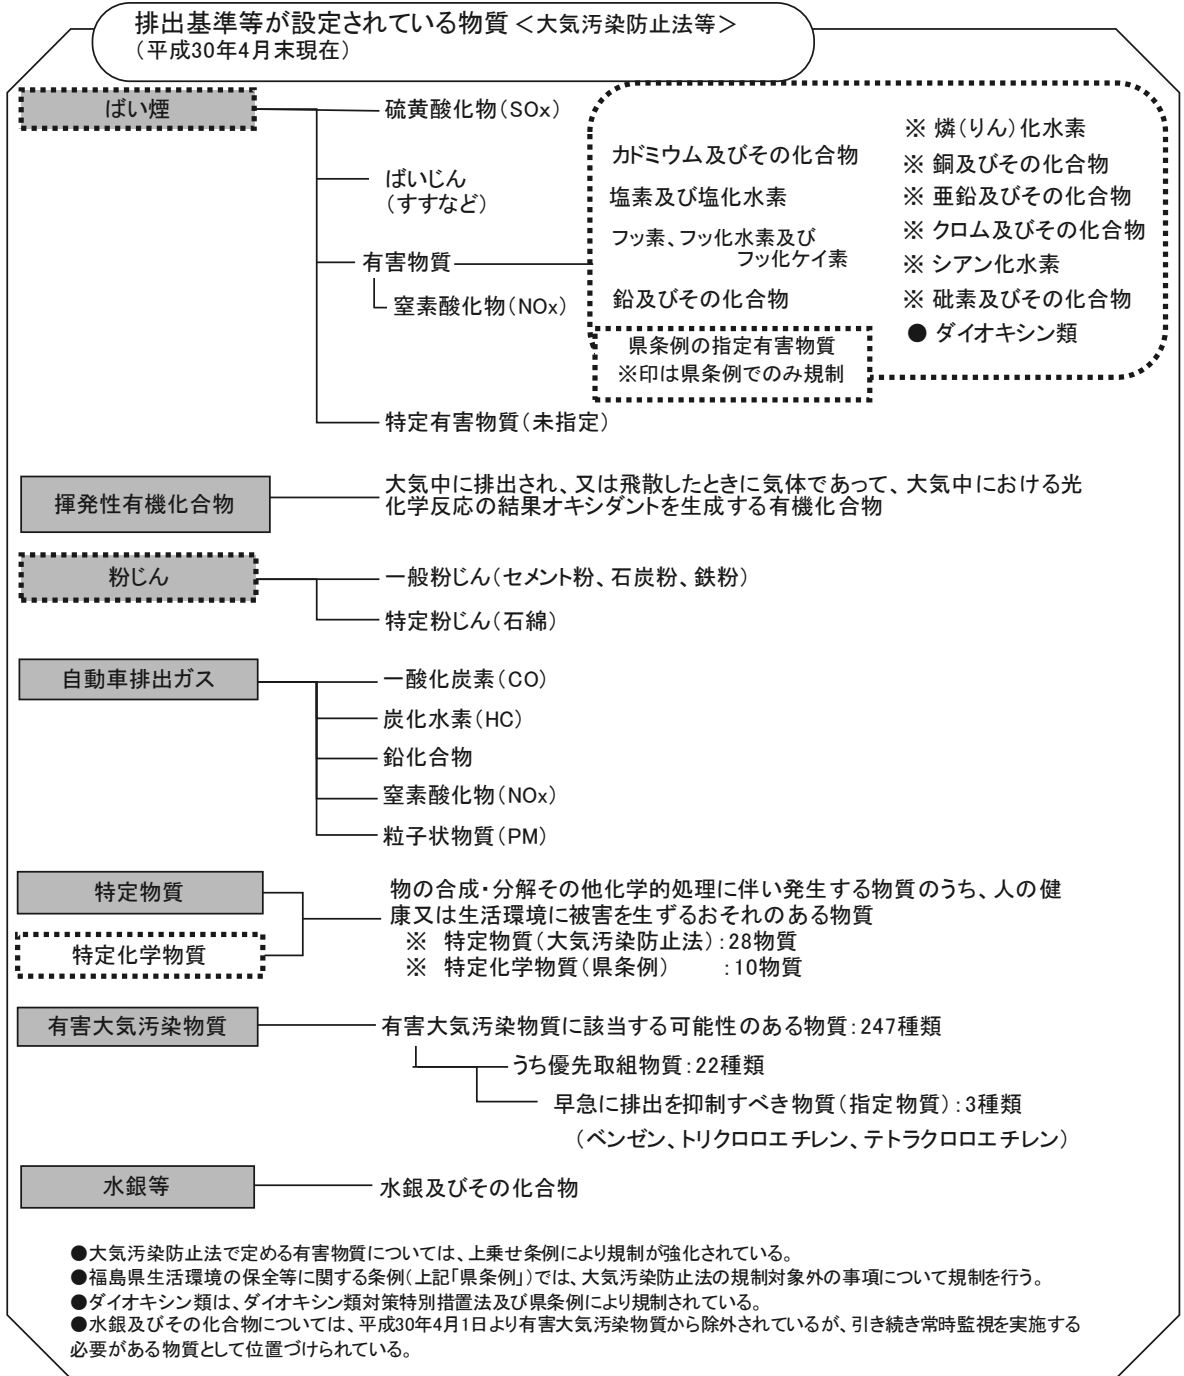 排出基準等が設定されている物質＜大気汚染防止法等＞
（平成30年4月末現在）
ばい煙
硫黄酸化物（SOx）
ばいじん
（すすなど）
有害物質
窒素酸化物（NOx）
特定有害物質（未指定）
カドミウム及びその化合物
塩素及び塩化水素
フッ素、フッ化水素及び
フッ化ケイ素
鉛及びその化合物
※ 燐（りん）化水素
※ 銅及びその化合物
※ 亜鉛及びその化合物
※ クロム及びその化合物
※ シアン化水素
※ 砒素及びその化合物
● ダイオキシン類
県条例の指定有害物質
※印は県条例でのみ規制
揮発性有機化合物
大気中に排出され、又は飛散したときに気体であって、大気中における光
化学反応の結果オキシダントを生成する有機化合物
粉じん
一般粉じん（セメント粉、石炭粉、鉄粉）
特定粉じん（石綿）
自動車排出ガス
一酸化炭素（CO）
炭化水素（HC）
鉛化合物
窒素酸化物（NOx）
粒子状物質（PM）
特定物質
特定化学物質
物の合成・分解その他化学的処理に伴い発生する物質のうち、人の健
康又は生活環境に被害を生ずるおそれのある物質
※ 特定物質（大気汚染防止法）：28物質
※ 特定化学物質（県条例） ：10物質
有害大気汚染物質
有害大気汚染物質に該当する可能性のある物質：247種類
うち優先取組物質：22種類
早急に排出を抑制すべき物質（指定物質）：3種類
（ベンゼン、トリクロロエチレン、テトラクロロエチレン）
水銀等
水銀及びその化合物
●大気汚染防止法で定める有害物質については、上乗せ条例により規制が強化されている。
●福島県生活環境の保全等に関する条例（上記「県条例」）では、大気汚染防止法の規制対象外の事項について規制を行う。
●ダイオキシン類は、ダイオキシン類対策特別措置法及び県条例により規制されている。
●水銀及びその化合物については、平成30年4月1日より有害大気汚染物質から除外されているが、引き続き常時監視を実施する
必要がある物質として位置づけられている。